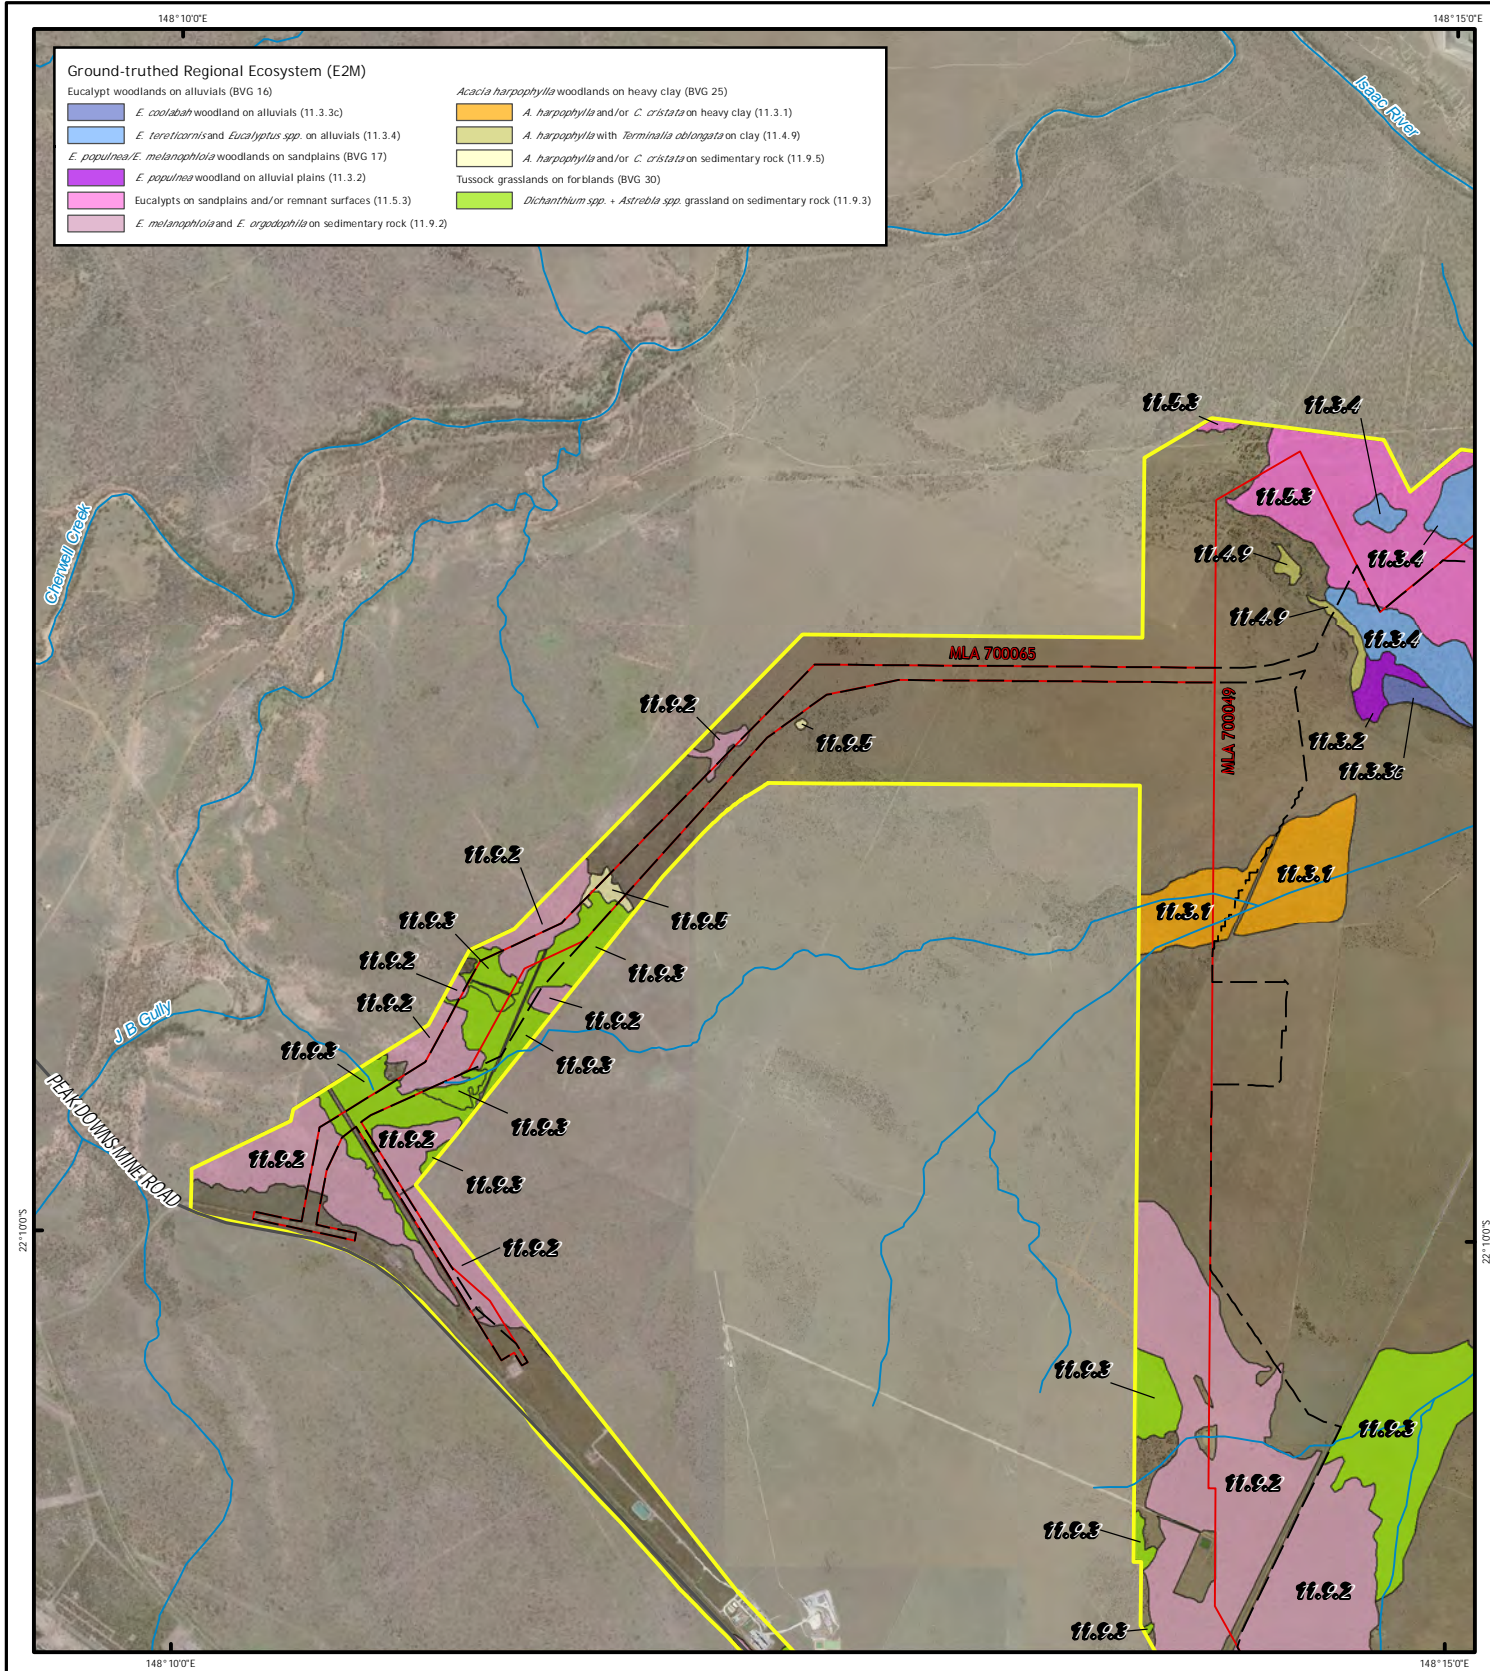 148°10'0"E
148°15'0"E
Ground-truthed Regional Ecosystem (E2M)
Eucalypt woodlands on alluvials (BVG 16)
E. coolabah woodland on alluvials (11.3.3c)
E. tereticornis and Eucalyptus spp. on alluvials (11.3.4)
E. populnea/E. melanophloia woodlands on sandplains (BVG 17)
E. populnea woodland on alluvial plains (11.3.2)
Eucalypts on sandplains and/or remnant surfaces (11.5.3)
E. melanophloia and E. orgodophila on sedimentary rock (11.9.2)
Acacia harpophylla woodlands on heavy clay (BVG 25)
A. harpophylla and/or C. cristata on heavy clay (11.3.1)
A. harpophylla with Terminalia oblongata on clay (11.4.9)
A. harpophylla and/or C. cristata on sedimentary rock (11.9.5)
Tussock grasslands on forblands (BVG 30)
Dichanthium spp. + Astrebla spp. grassland on sedimentary rock (11.9.3)
Isaac River
11.5.3
11.3.4
11.5.3
Cherwell Creek
11.4.9
11.3.4
11.4.9
11.3.4
MLA 700065
11.9.2
MLA 700049
11.9.5
11.3.2
11.3.3c
11.9.2
11.3.1
11.3.1
11.9.3
11.9.5
11.9.2
11.9.3
11.9.2
11.9.2
J B Gully
11.9.3
11.9.3
PEAK DOWNS MINE ROAD
11.9.3
11.9.2
11.9.2
11.9.3
22°10'0"S
22°10'0"S
11.9.2
11.9.3
11.9.3
11.9.2
11.9.3
11.9.2
11.9.3
148°10'0"E
148°15'0"E